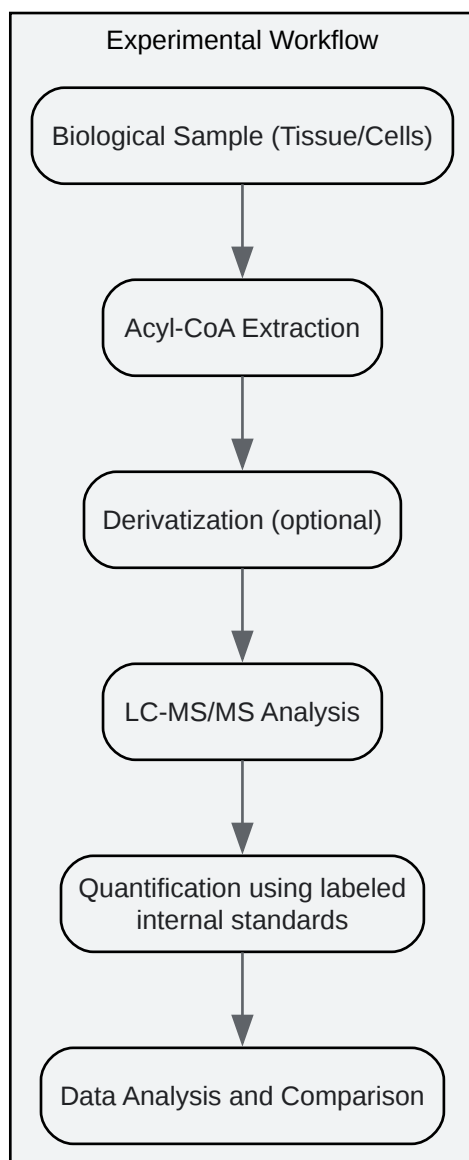 Experimental Workflow
Biological Sample (Tissue/Cells)
Acyl-CoA Extraction
Derivatization (optional)
LC-MS/MS Analysis
Quantification using labeled
internal standards
Data Analysis and Comparison